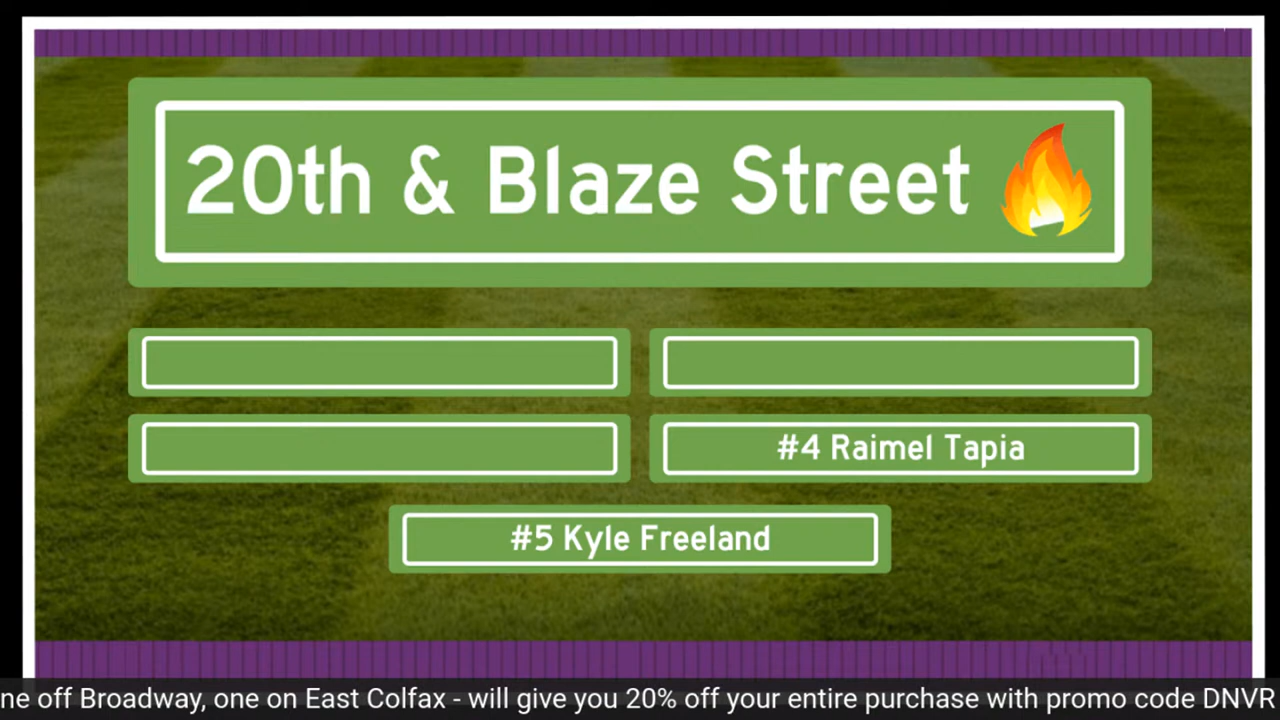 20th & Blaze Street 🔥
#4 Raimel Tapia
#5 Kyle Freeland
ne off Broadway, one on East Colfax - will give you 20% off your entire purchase with promo code DNVR